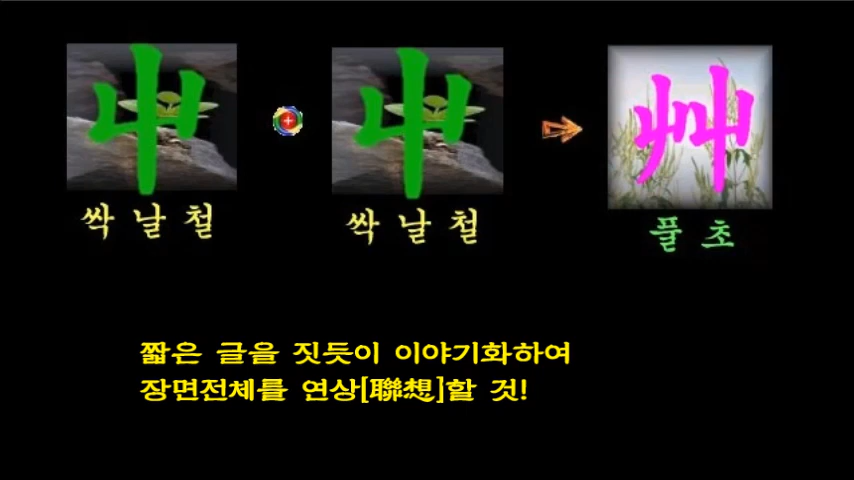 屮 屮 艸
싹 날 철 싹 날 철 풀 초
짧은 글을 짓듯이 이야기화하여
장면전체를 연상[聯想]할 것!